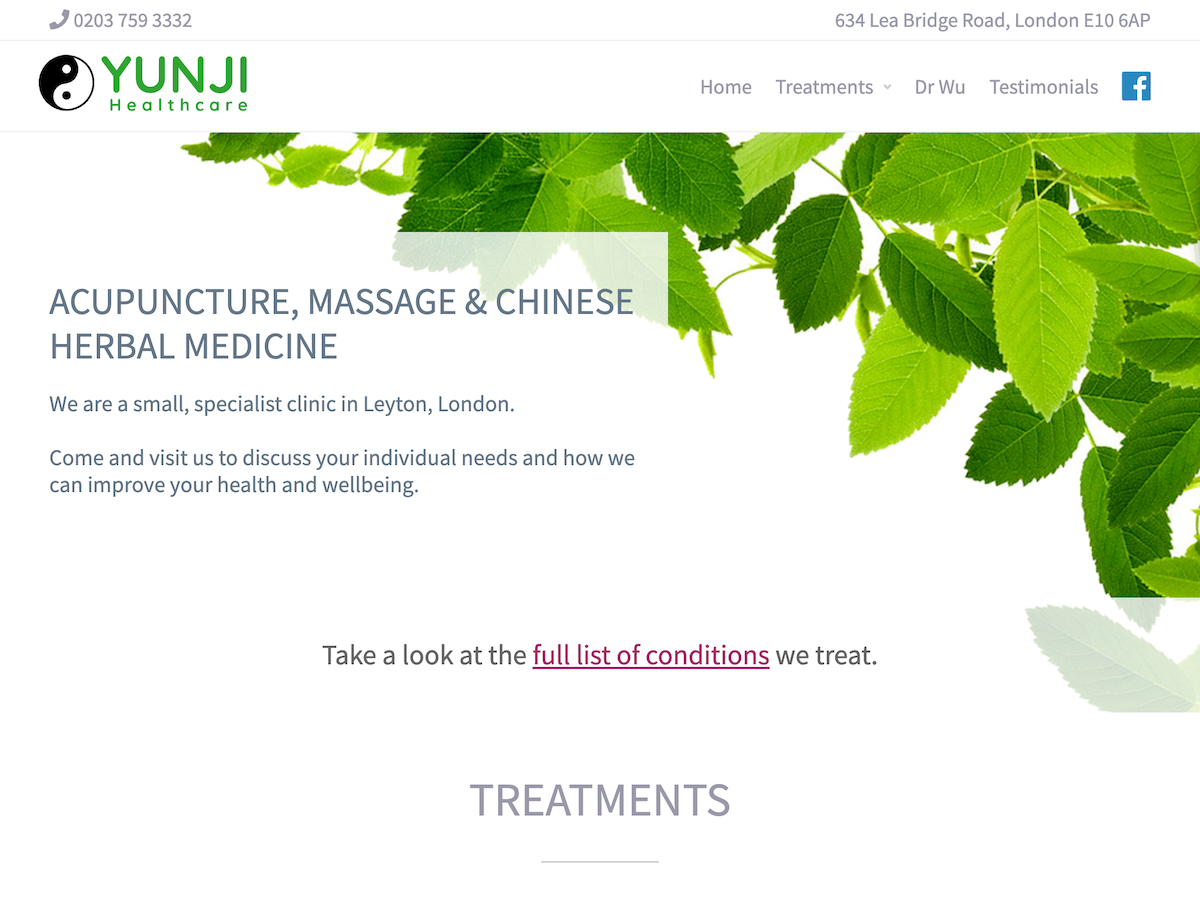 0203 759 3332
634 Lea Bridge Road, London E10 6AP
YUNJI
Healthcare
Home
Treatments
Dr Wu
Testimonials
ACUPUNCTURE, MASSAGE & CHINESE
HERBAL MEDICINE
We are a small, specialist clinic in Leyton, London.
Come and visit us to discuss your individual needs and how we
can improve your health and wellbeing.
Take a look at the full list of conditions we treat.
TREATMENTS